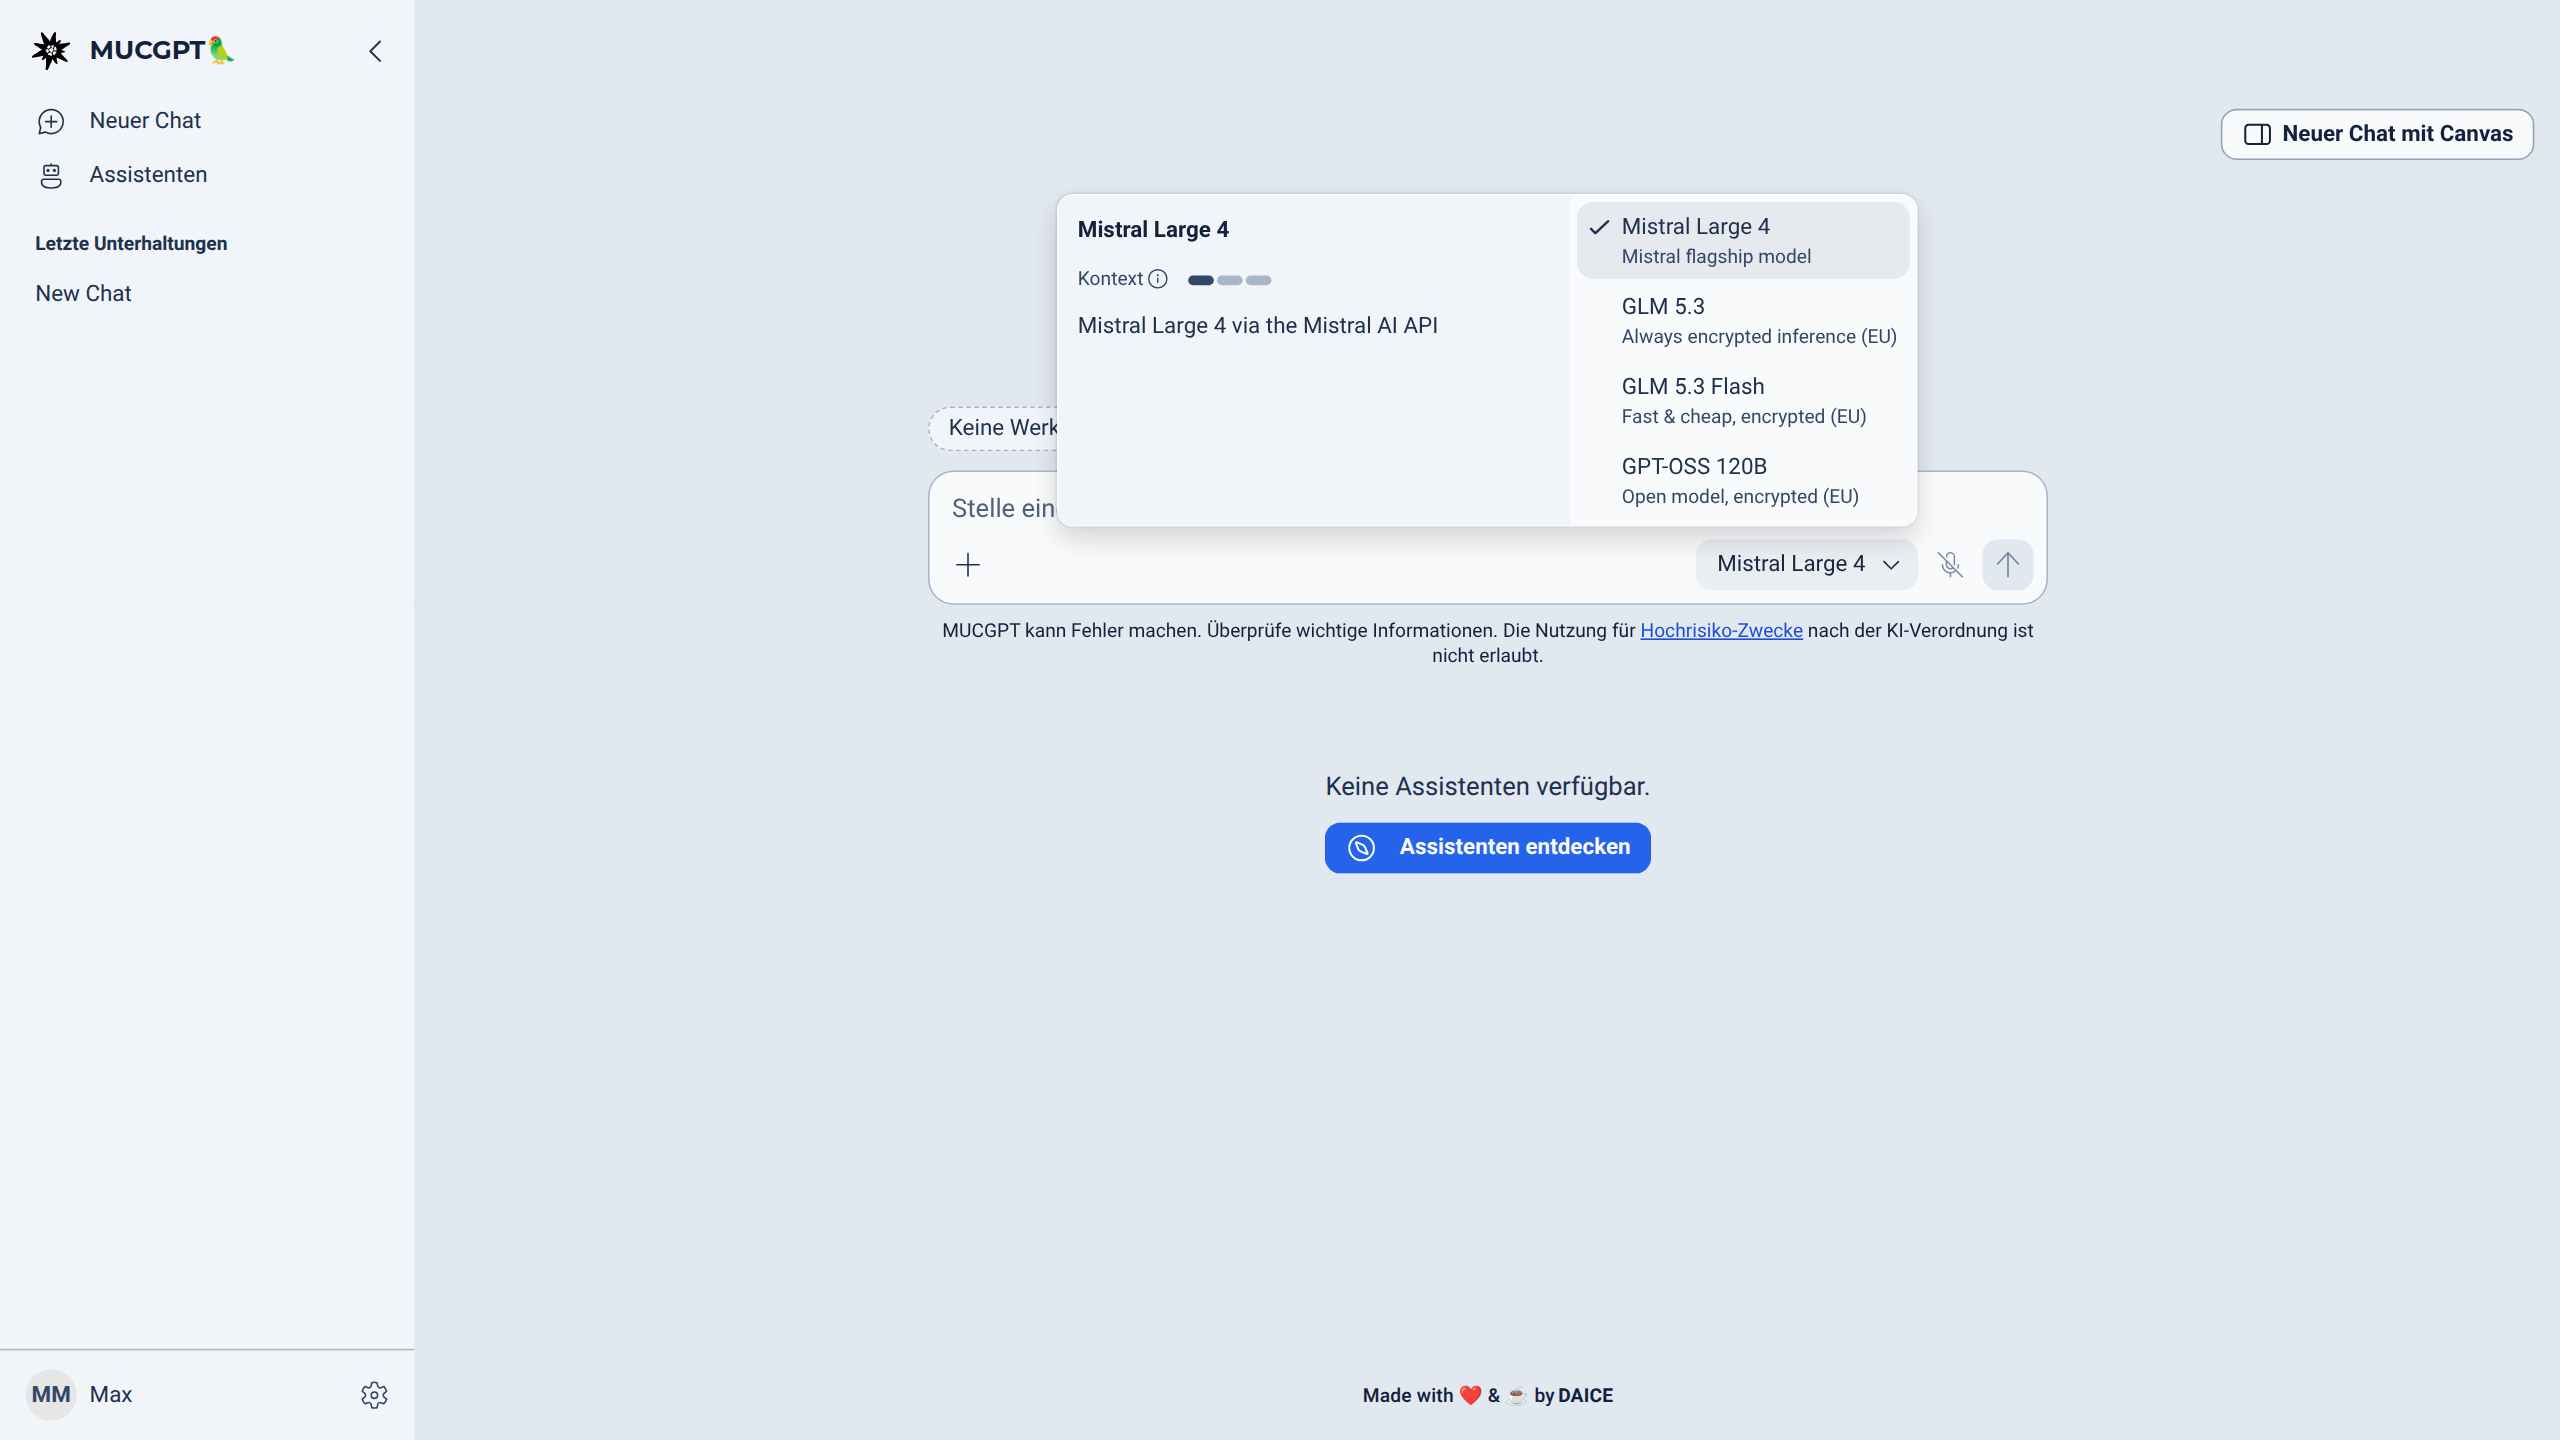 MUCGPT
Neuer Chat
Assistenten
Letzte Unterhaltungen
New Chat
Neuer Chat mit Canvas
Mistral Large 4
Kontext
Mistral Large 4 via the Mistral AI API
Mistral Large 4
Mistral flagship model
GLM 5.3
Always encrypted inference (EU)
GLM 5.3 Flash
Fast & cheap, encrypted (EU)
GPT-OSS 120B
Open model, encrypted (EU)
Keine Werk
Stelle ein
Mistral Large 4
MUCGPT kann Fehler machen. Überprüfe wichtige Informationen. Die Nutzung für Hochrisiko-Zwecke nach der KI-Verordnung ist
nicht erlaubt.
Keine Assistenten verfügbar.
Assistenten entdecken
MM Max
Made with ❤️ & ☕ by DAICE